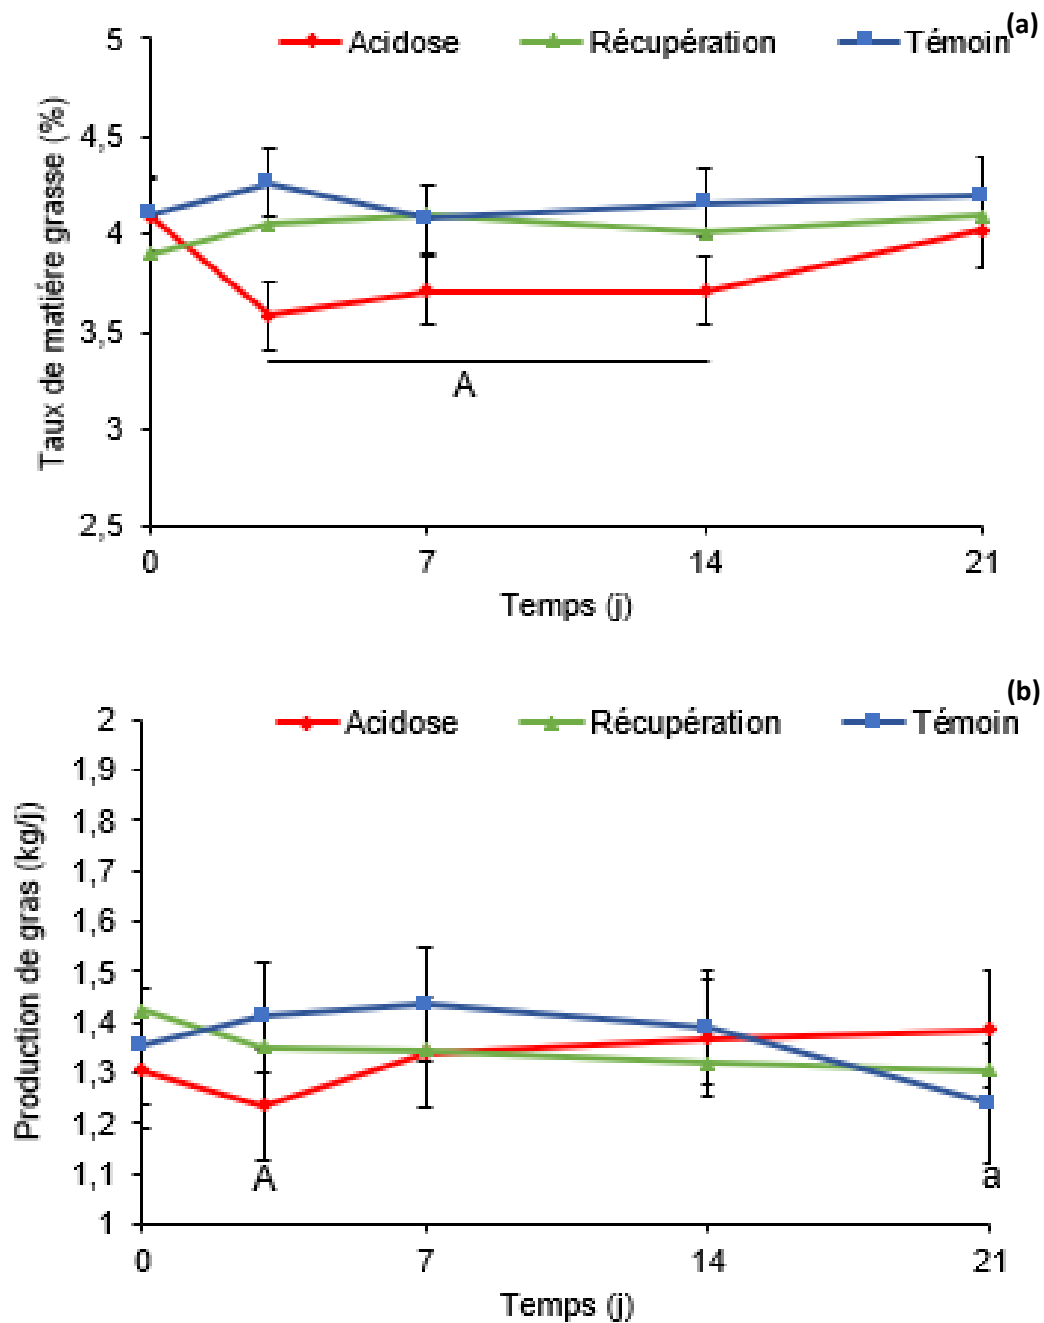 (a)
Acidose Récupération Témoin
Taux de matiére grasse (%)
5
4,5
4
3,5
3
2,5
A
0 7 14 21
Temps (j)
(b)
Acidose Récupération Témoin
Production de gras (kg/j)
2
1,9
1,8
1,7
1,6
1,5
1,4
1,3
1,2
1,1
1
A a
0 7 14 21
Temps (j)